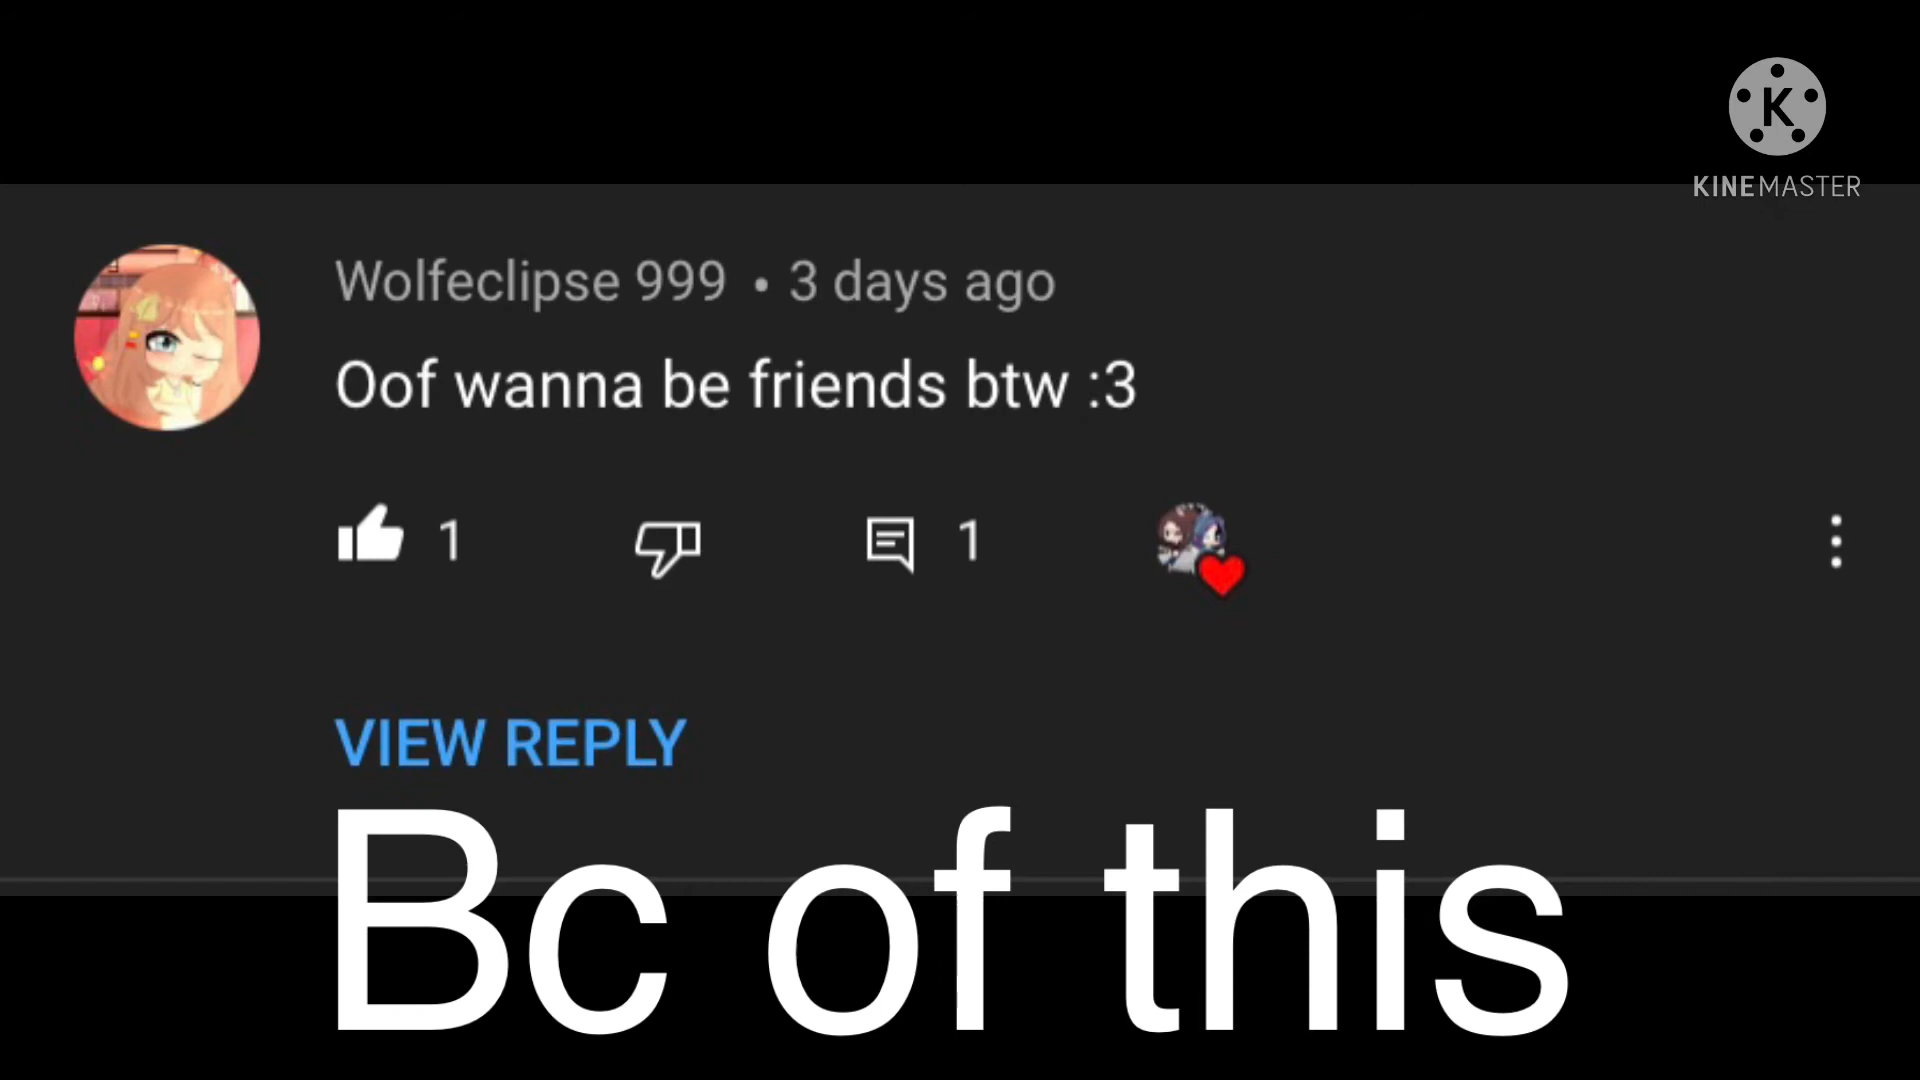 K
KINEMASTER
Wolfeclipse 999 • 3 days ago
Oof wanna be friends btw :3
1
1
VIEW REPLY
Bc of this